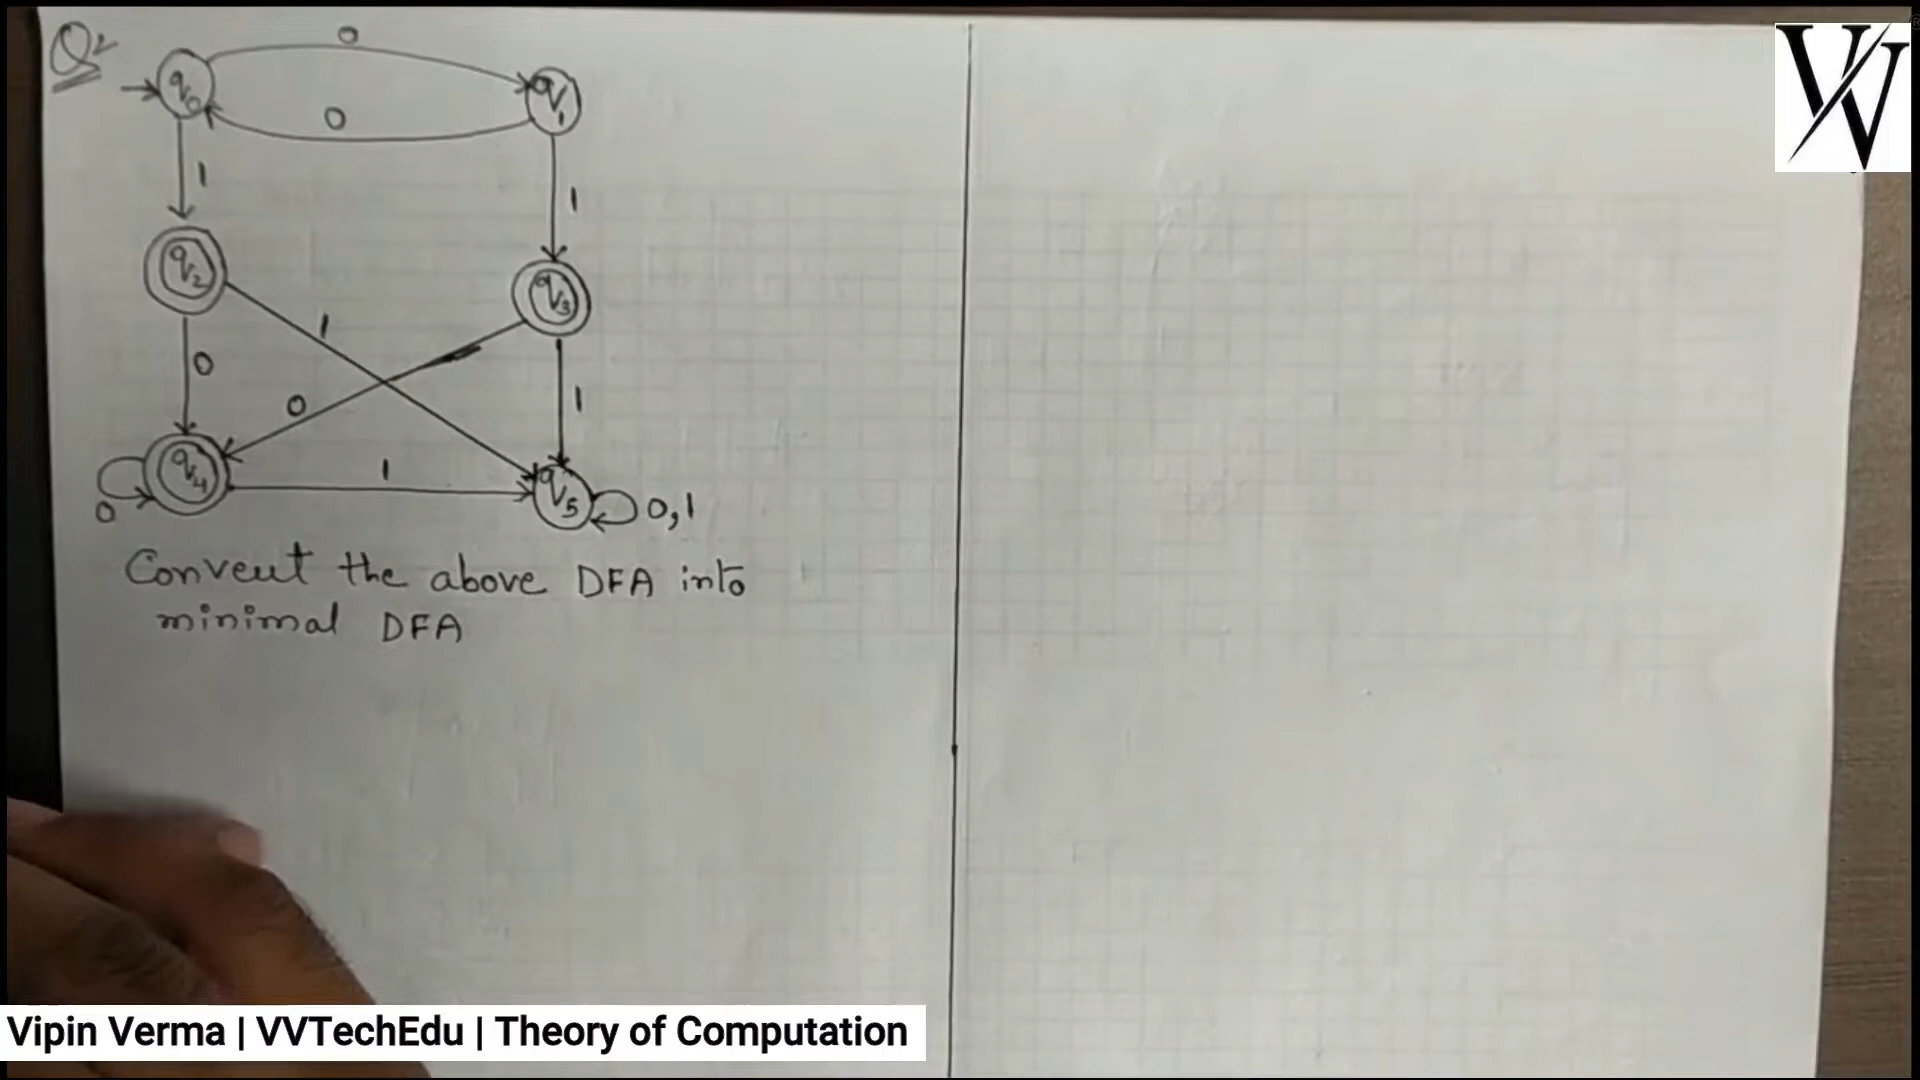 Q2
0
q0
q1
0
1
1
q2
q3
1
0
0
1
q4
1
q5
0
0,1
Convert the above DFA into
minimal DFA
VV
Vipin Verma | VVTechEdu | Theory of Computation